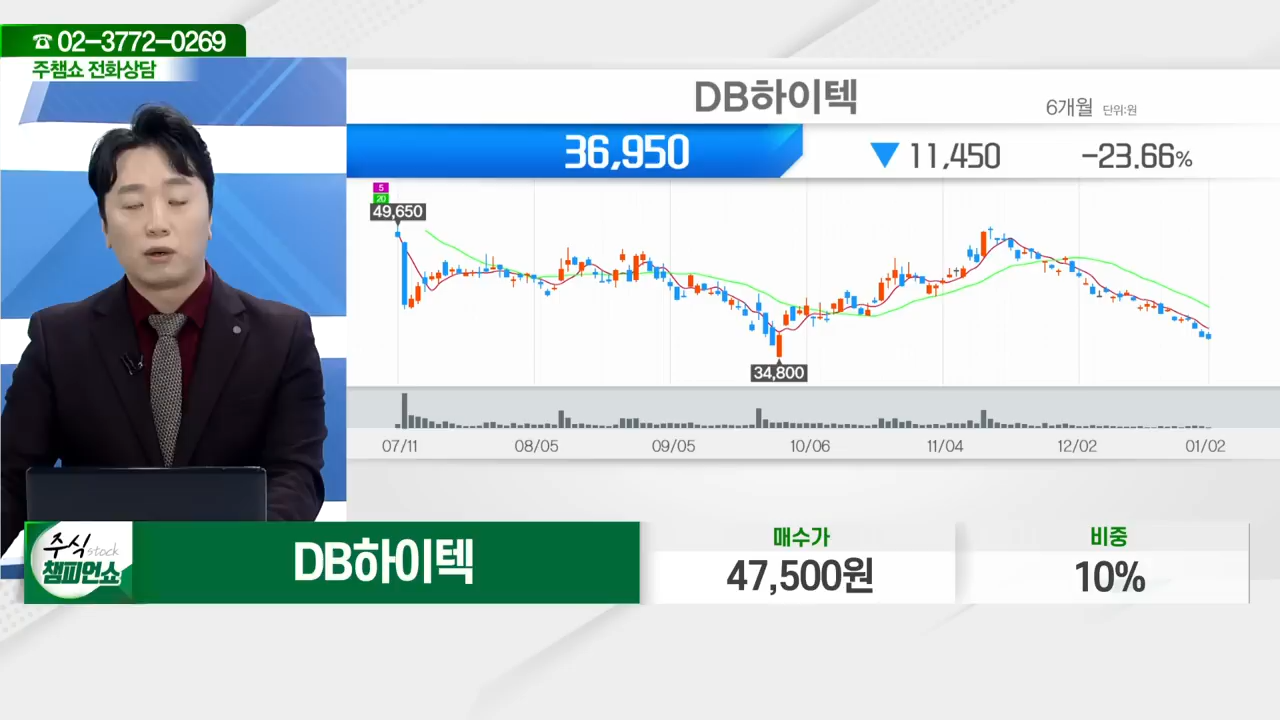 ☎ 02-3772-0269
주챔쇼 전화상담
DB하이텍
6개월 단위:원
36,950
▼ 11,450
-23.66%
5
20
49,650
34,800
07/11 08/05 09/05 10/06 11/04 12/02 01/02
주식 stock
챔피언쇼
DB하이텍
매수가
47,500원
비중
10%